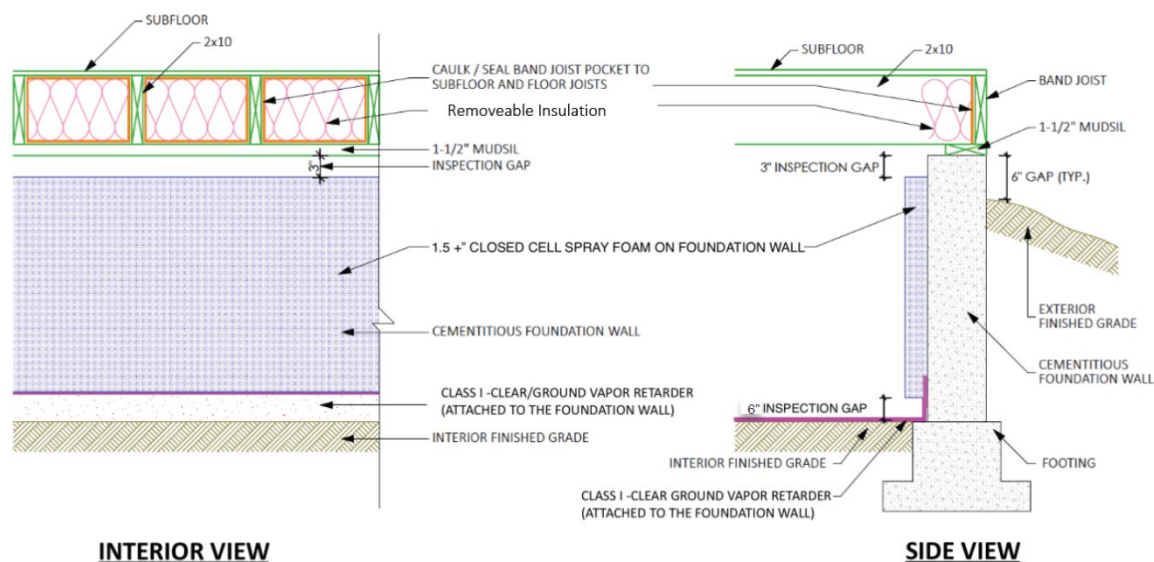 SUBFLOOR
2x10
CAULK / SEAL BAND JOIST POCKET TO
SUBFLOOR AND FLOOR JOISTS
Removeable Insulation
1-1/2" MUDSIL
INSPECTION GAP
3"
1.5 +" CLOSED CELL SPRAY FOAM ON FOUNDATION WALL
CEMENTITIOUS FOUNDATION WALL
CLASS I -CLEAR/GROUND VAPOR RETARDER
(ATTACHED TO THE FOUNDATION WALL)
INTERIOR FINISHED GRADE
INTERIOR VIEW
SUBFLOOR
2x10
BAND JOIST
1-1/2" MUDSIL
3" INSPECTION GAP
6" GAP (TYP.)
EXTERIOR
FINISHED GRADE
CEMENTITIOUS
FOUNDATION WALL
6" INSPECTION GAP
INTERIOR FINISHED GRADE
FOOTING
CLASS I -CLEAR GROUND VAPOR RETARDER
(ATTACHED TO THE FOUNDATION WALL)
SIDE VIEW